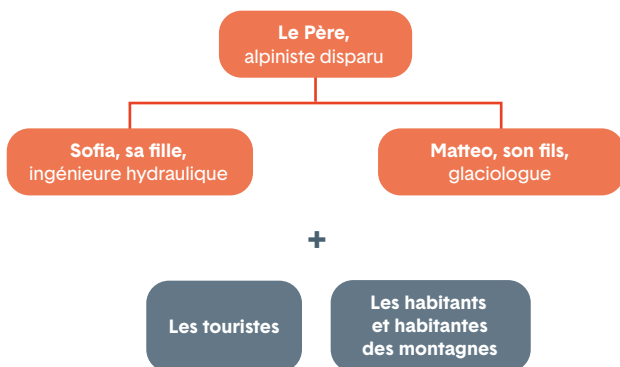 Le Père,
alpiniste disparu
Sofia, sa fille,
ingénieure hydraulique
Matteo, son fils,
glaciologue
+
Les touristes
Les habitants
et habitantes
des montagnes